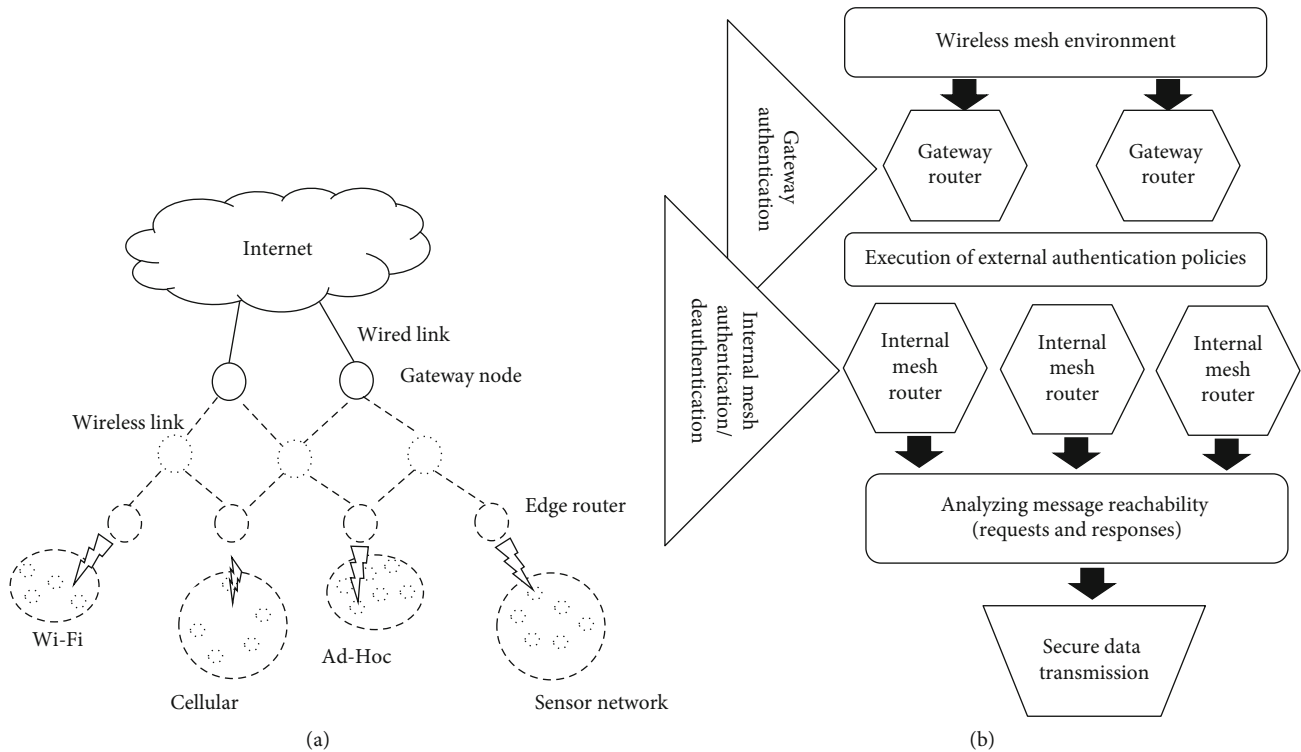 Internet
Wired link
Gateway node
Wireless link
Edge router
Wi-Fi
Cellular
Ad-Hoc
Sensor network
(a)
Wireless mesh environment
Gateway
authentication
Gateway
router
Gateway
router
Execution of external authentication policies
Internal mesh
authentication/
deauthentication
Internal
mesh
router
Internal
mesh
router
Internal
mesh
router
Analyzing message reachability
(requests and responses)
Secure data
transmission
(b)